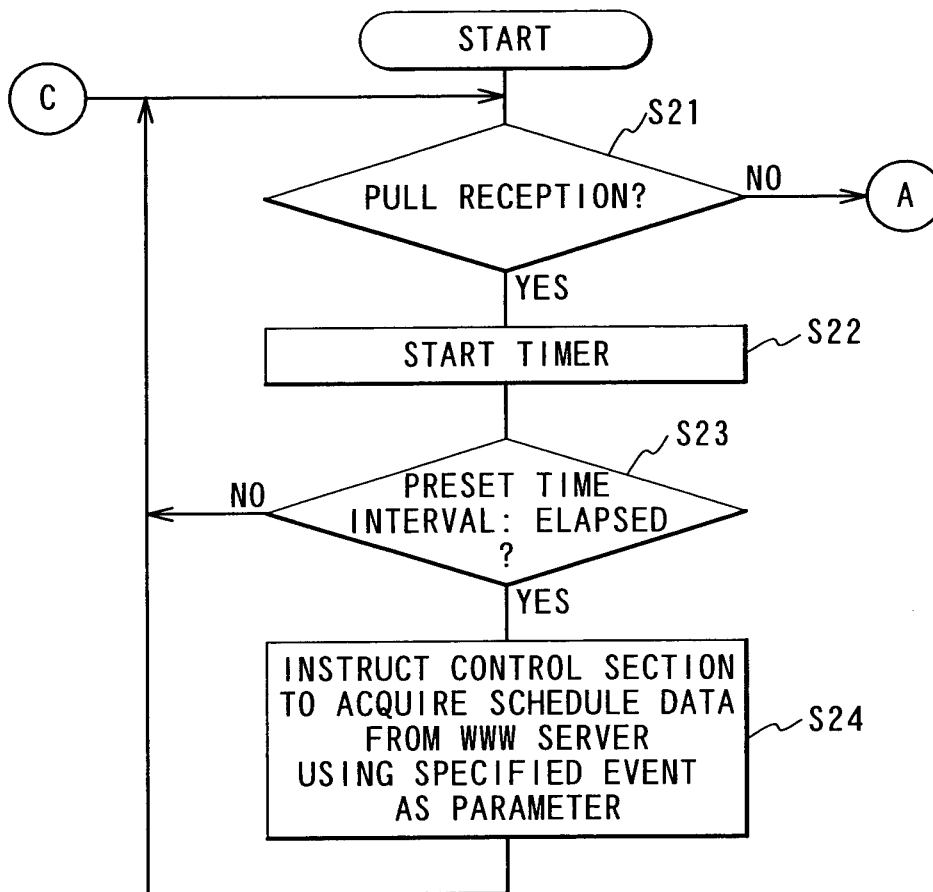 START
C
S21
PULL RECEPTION?
NO
A
YES
START TIMER
S22
S23
NO
PRESET TIME
INTERVAL: ELAPSED
?
YES
INSTRUCT CONTROL SECTION
TO ACQUIRE SCHEDULE DATA
FROM WWW SERVER
USING SPECIFIED EVENT
AS PARAMETER
S24